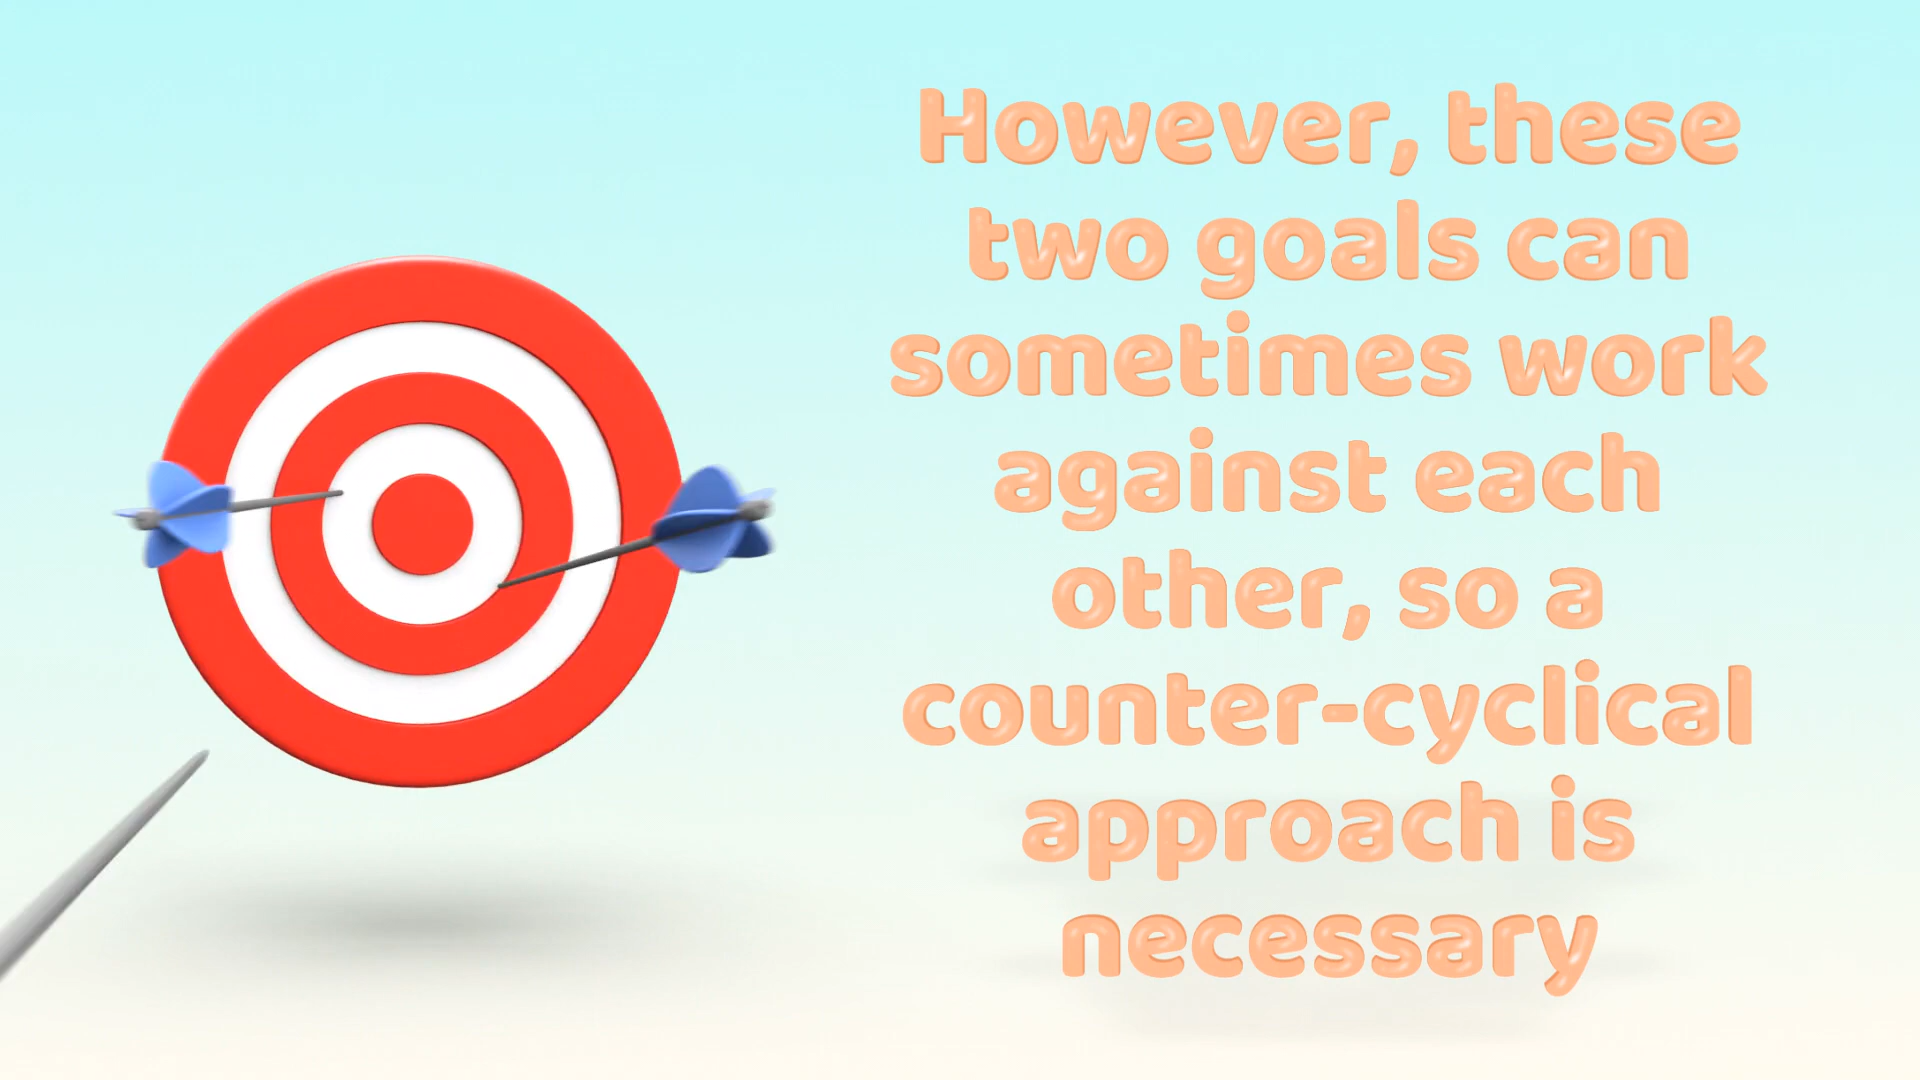 However, these
two goals can
sometimes work
against each
other, so a
counter-cyclical
approach is
necessary